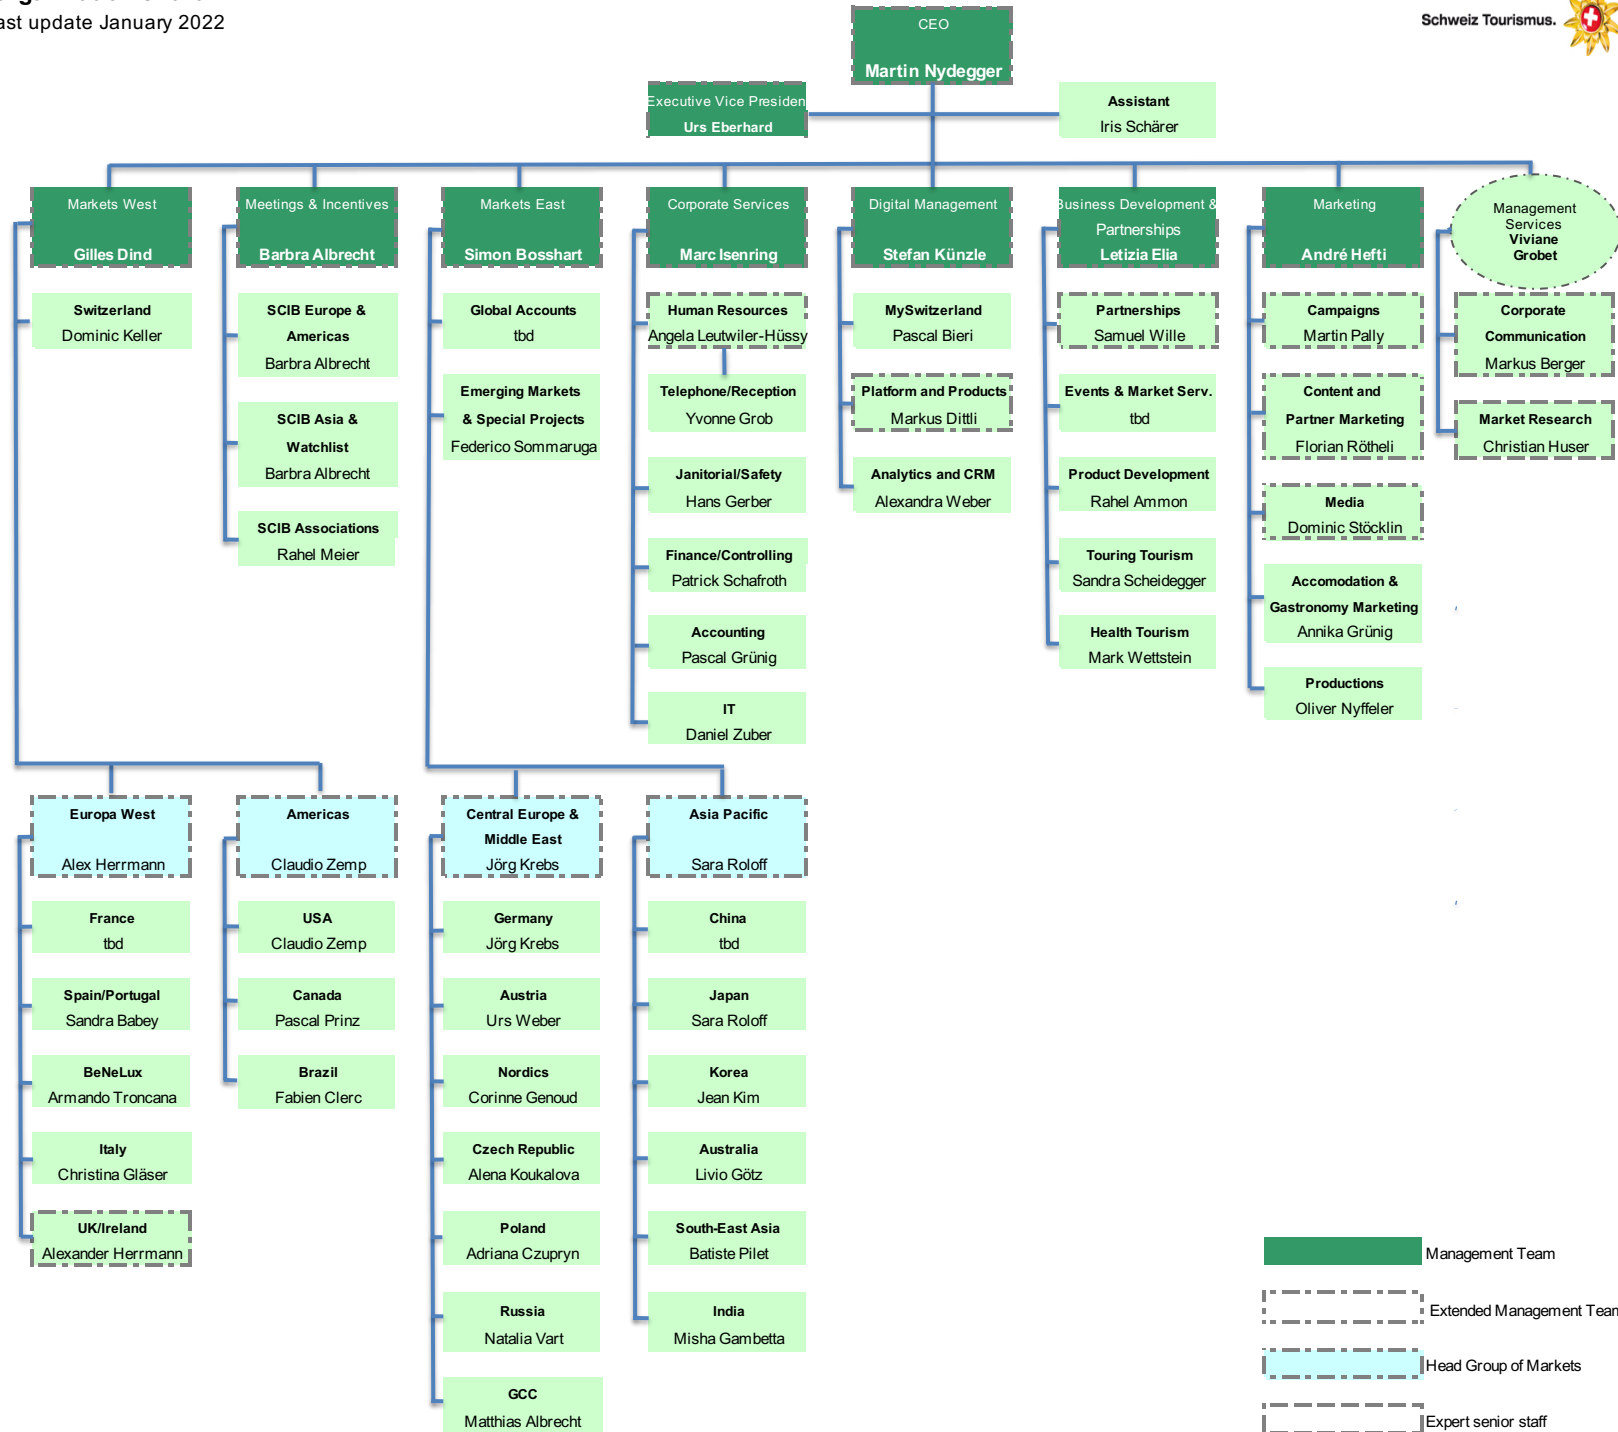 last update January 2022
Schweiz Tourismus.
CEO
Martin Nydegger
Executive Vice Presiden
Urs Eberhard
Assistant
Iris Schärer
Markets West
Gilles Dind
Meetings & Incentives
Barbra Albrecht
Markets East
Simon Bosshart
Corporate Services
Marc Isenring
Digital Management
Stefan Künzle
Business Development &
Partnerships
Letizia Elia
Marketing
André Hefti
Management
Services
Viviane
Grobet
Switzerland
Dominic Keller
SCIB Europe &
Americas
Barbra Albrecht
SCIB Asia &
Watchlist
Barbra Albrecht
SCIB Associations
Rahel Meier
Global Accounts
tbd
Emerging Markets
& Special Projects
Federico Sommaruga
Human Resources
Angela Leutwiler-Hüssy
Telephone/Reception
Yvonne Grob
Janitorial/Safety
Hans Gerber
Finance/Controlling
Patrick Schafroth
Accounting
Pascal Grünig
IT
Daniel Zuber
MySwitzerland
Pascal Bieri
Platform and Products
Markus Dittli
Analytics and CRM
Alexandra Weber
Partnerships
Samuel Wille
Events & Market Serv.
tbd
Product Development
Rahel Ammon
Touring Tourism
Sandra Scheidegger
Health Tourism
Mark Wettstein
Campaigns
Martin Pally
Content and
Partner Marketing
Florian Rötheli
Media
Dominic Stöcklin
Accomodation &
Gastronomy Marketing
Annika Grünig
Productions
Oliver Nyffeler
Corporate
Communication
Markus Berger
Market Research
Christian Huser
Europa West
Alex Herrmann
France
tbd
Spain/Portugal
Sandra Babey
BeNeLux
Armando Troncana
Italy
Christina Gläser
UK/Ireland
Alexander Herrmann
Americas
Claudio Zemp
USA
Claudio Zemp
Canada
Pascal Prinz
Brazil
Fabien Clerc
Central Europe &
Middle East
Jörg Krebs
Germany
Jörg Krebs
Austria
Urs Weber
Nordics
Corinne Genoud
Czech Republic
Alena Koukalova
Poland
Adriana Czupryn
Russia
Natalia Vart
GCC
Matthias Albrecht
Asia Pacific
Sara Roloff
China
tbd
Japan
Sara Roloff
Korea
Jean Kim
Australia
Livio Götz
South-East Asia
Batiste Pilet
India
Misha Gambetta
Management Team
Extended Management Team
Head Group of Markets
Expert senior staff